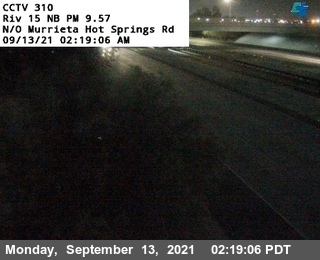 CCTV 310
Riv 15 NB PM 9.57
N/O Murrieta Hot Springs Rd
09/13/21 02:19:06 AM
Monday, September 13, 2021 02:19:06 PDT